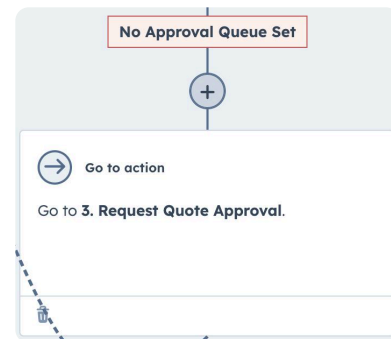 No Approval Queue Set
Go to action
Go to 3. Request Quote Approval.